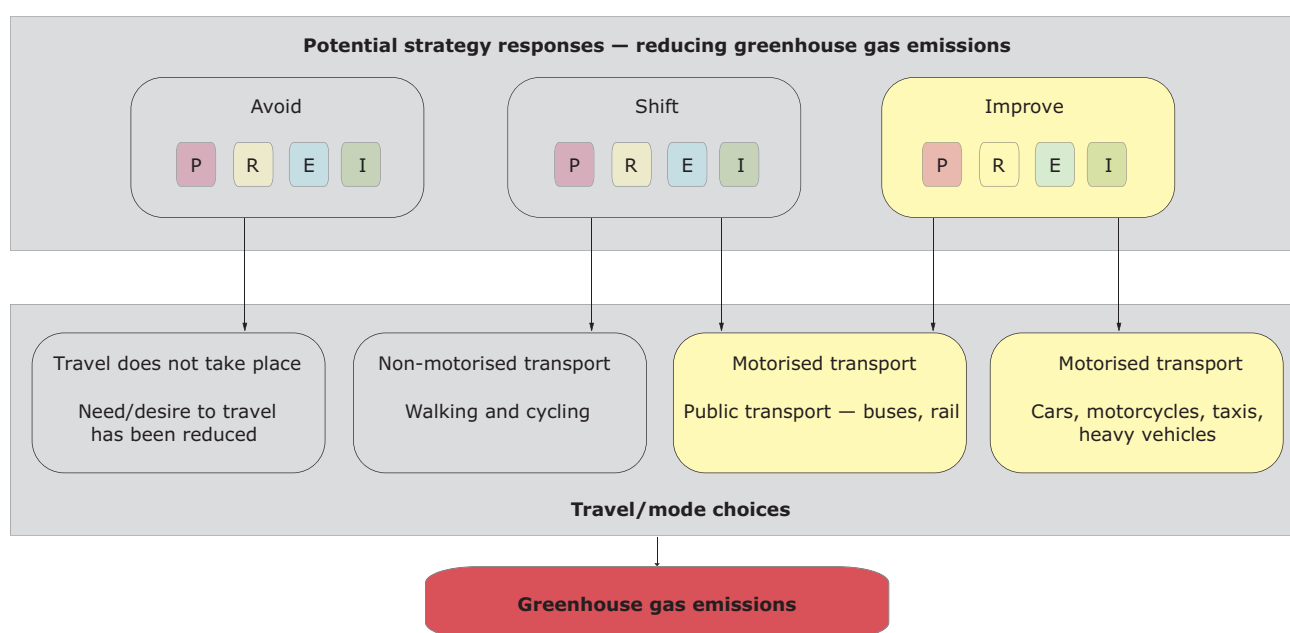 Potential strategy responses — reducing greenhouse gas emissions
Avoid
P R E I
Shift
P R E I
Improve
P R E I
Travel does not take place
Need/desire to travel
has been reduced
Non-motorised transport
Walking and cycling
Motorised transport
Public transport — buses, rail
Motorised transport
Cars, motorcycles, taxis,
heavy vehicles
Travel/mode choices
Greenhouse gas emissions